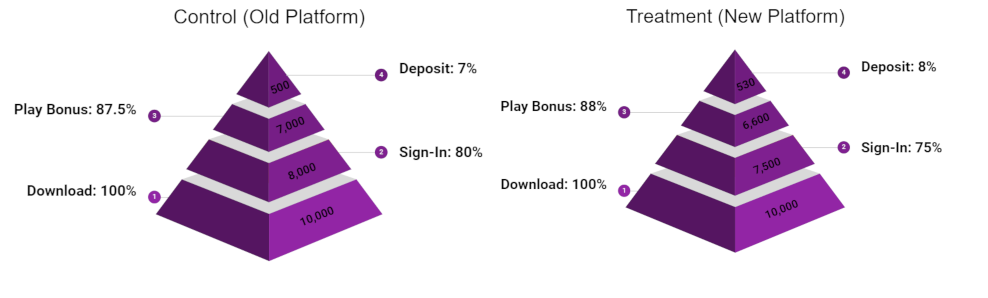 Control (Old Platform)
4
Deposit: 7%
500
Play Bonus: 87.5%
3
7,000
2
Sign-In: 80%
8,000
Download: 100%
1
10,000
Treatment (New Platform)
4
Deposit: 8%
530
Play Bonus: 88%
3
6,600
2
Sign-In: 75%
7,500
Download: 100%
1
10,000